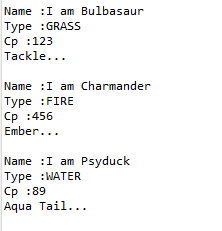 Name :I am Bulbasaur
Type :GRASS
Cp :123
Tackle...
Name :I am Charmander
Type :FIRE
Cp :456
Ember...
Name :I am Psyduck
Type :WATER
Cp :89
Aqua Tail...